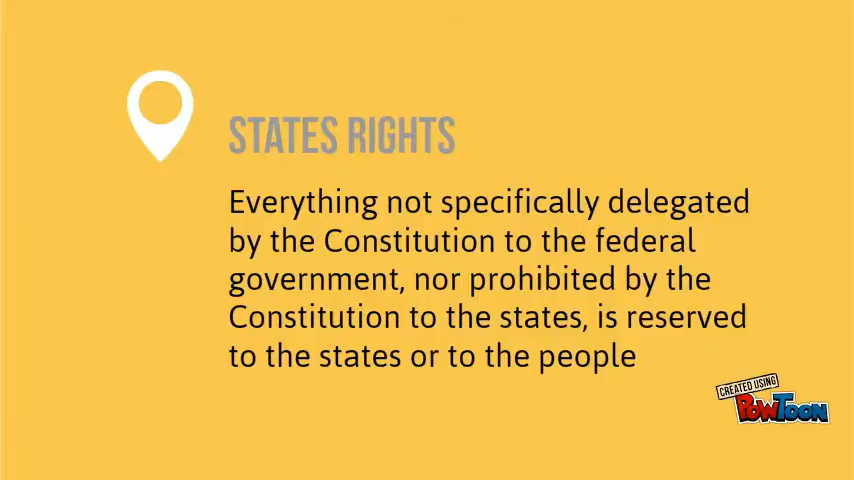 STATES RIGHTS
Everything not specifically delegated
by the Constitution to the federal
government, nor prohibited by the
Constitution to the states, is reserved
to the states or to the people
CREATED USING
POWTOON